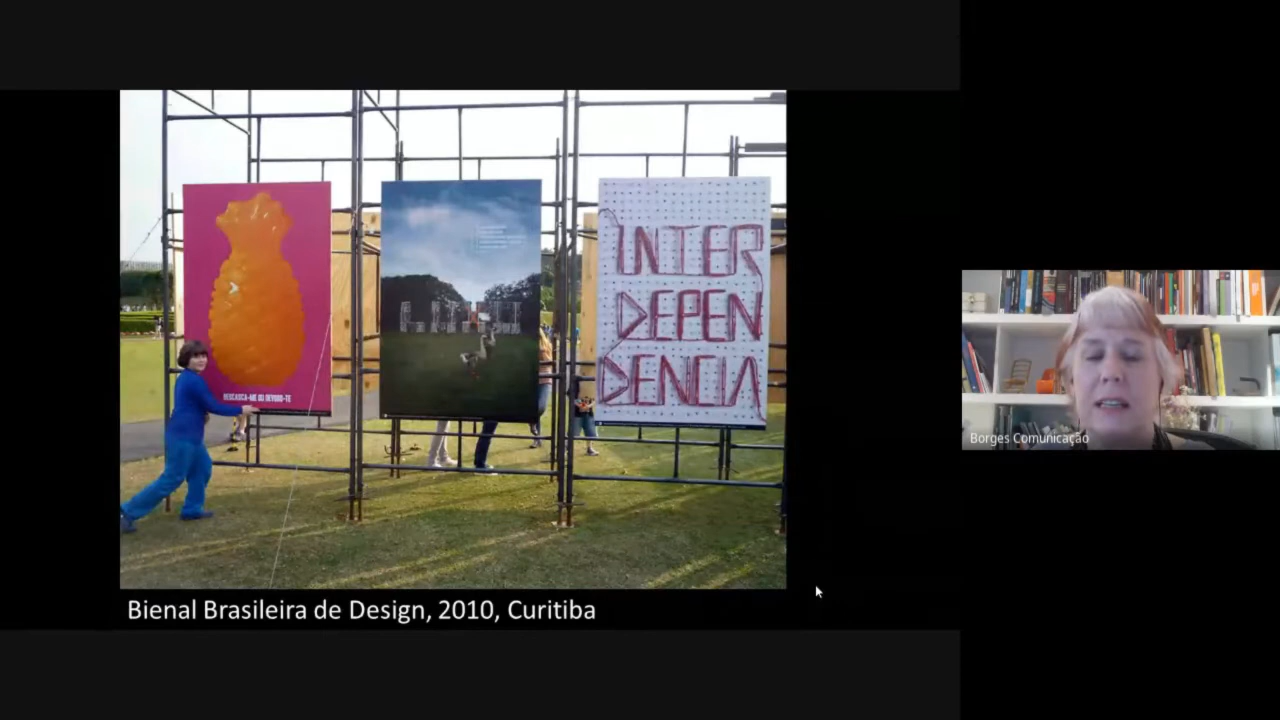 DESCASCA-ME OU DEVORO-TE
INTER
DEPEN
DENCIA
Bienal Brasileira de Design, 2010, Curitiba
Borges Comunicação